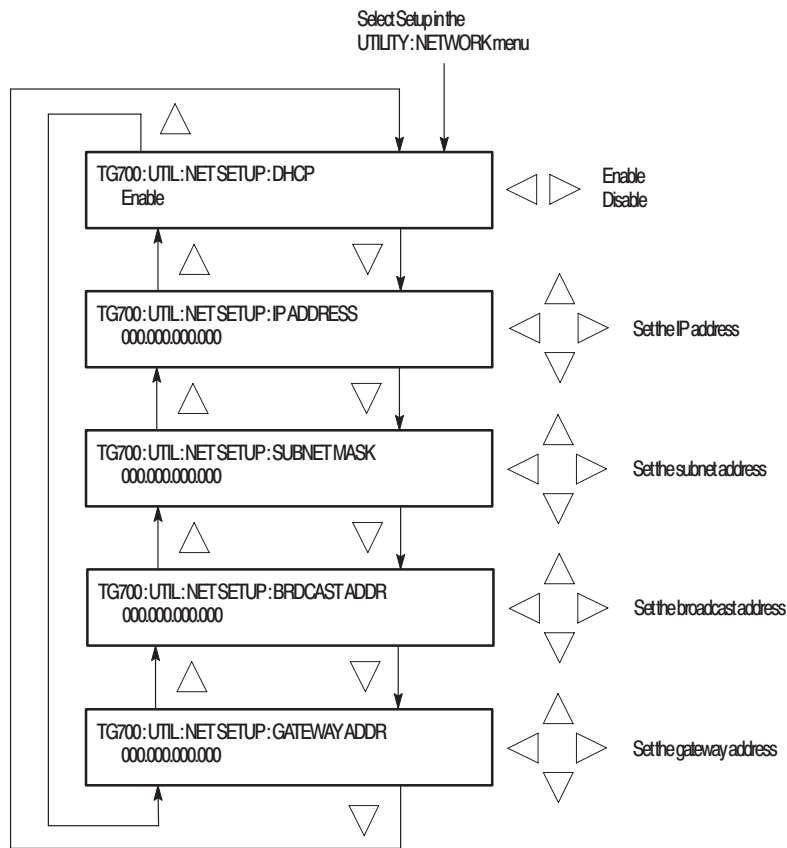 Select Setup in the
UTILITY : NETWORK menu
TG700 : UTIL : NET SETUP : DHCP
Enable
Enable
Disable
TG700 : UTIL : NET SETUP : IP ADDRESS
000.000.000.000
Set the IP address
TG700 : UTIL : NET SETUP : SUBNET MASK
000.000.000.000
Set the subnet address
TG700 : UTIL : NET SETUP : BRDCAST ADDR
000.000.000.000
Set the broadcast address
TG700 : UTIL : NET SETUP : GATEWAY ADDR
000.000.000.000
Set the gateway address